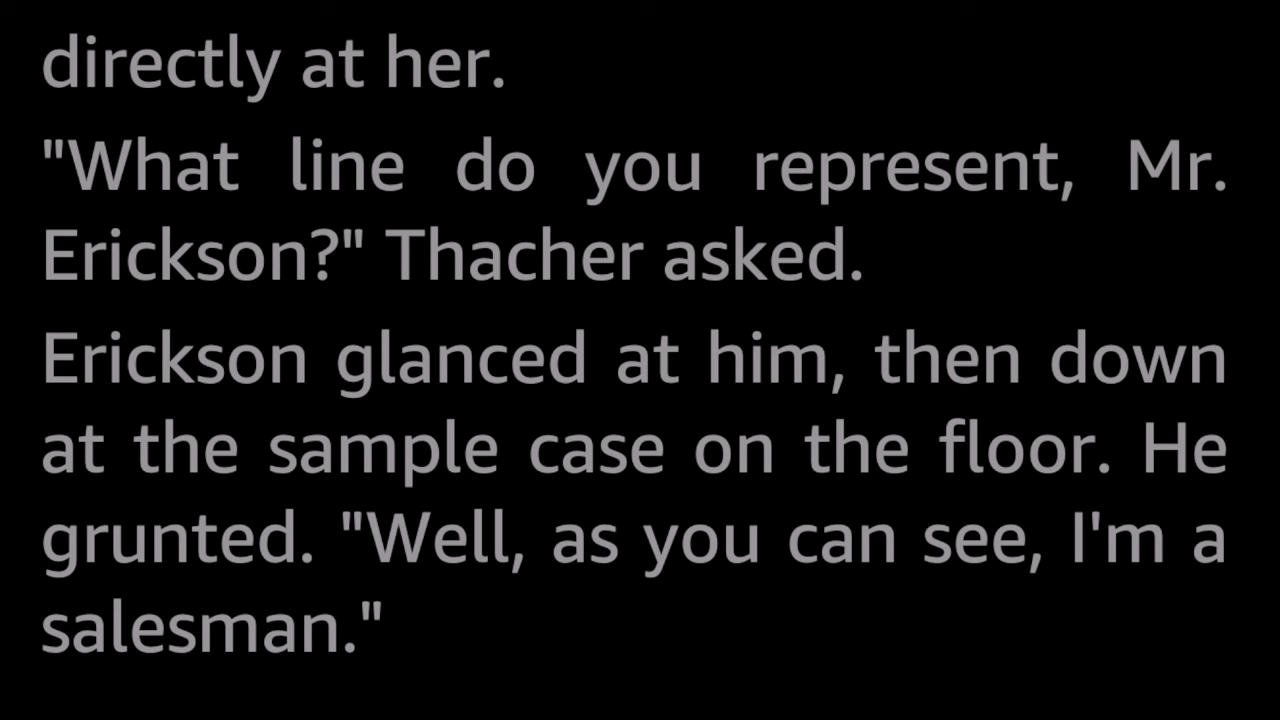 directly at her.
"What line do you represent, Mr.
Erickson?" Thacher asked.
Erickson glanced at him, then down
at the sample case on the floor. He
grunted. "Well, as you can see, I'm a
salesman."